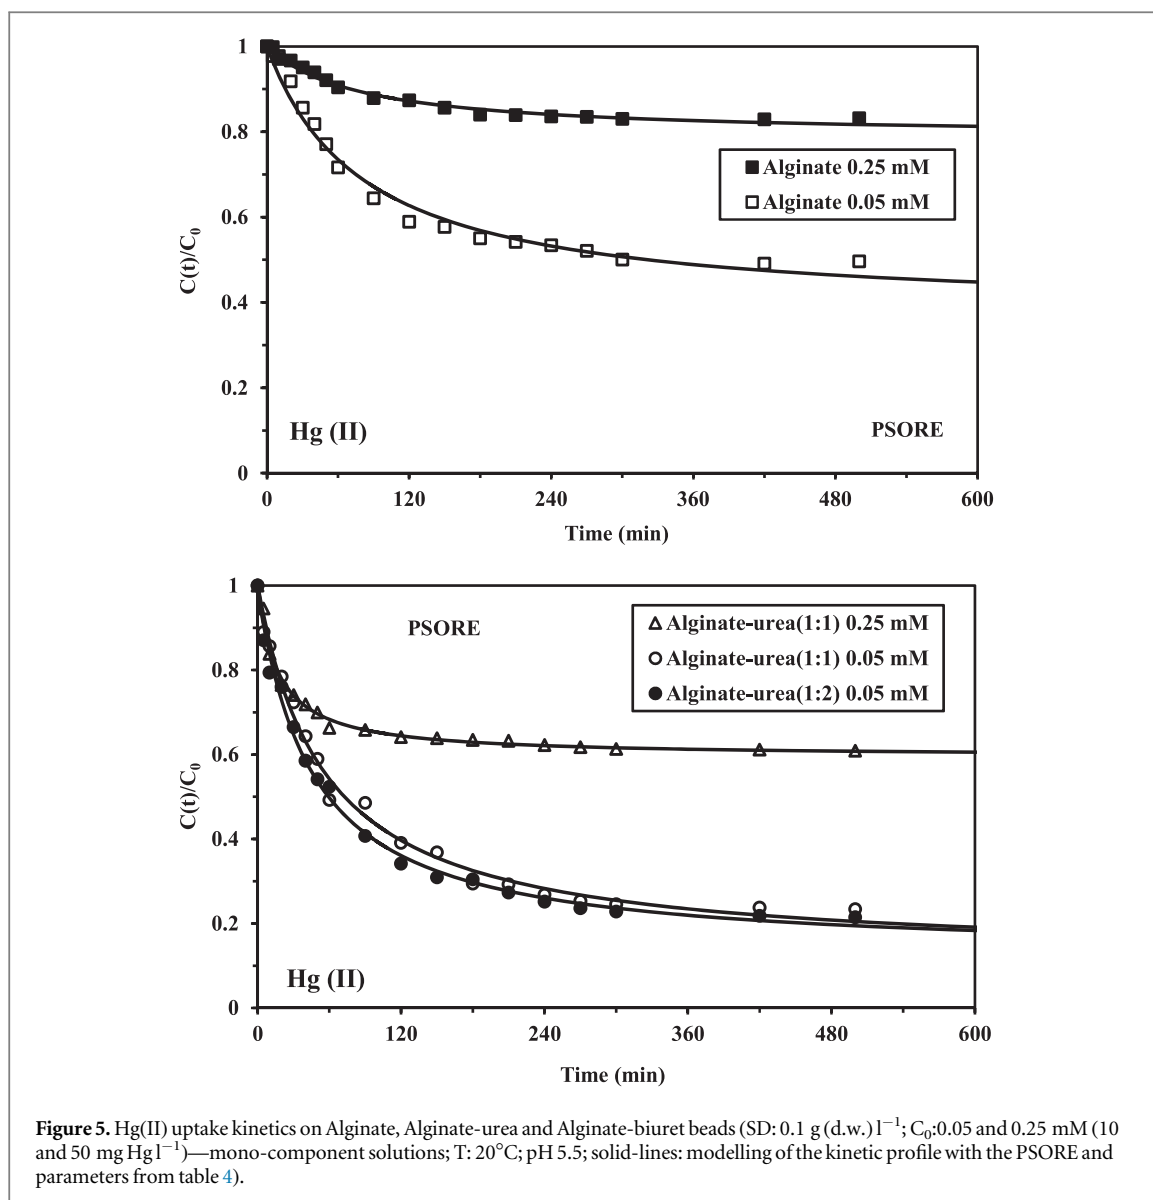 1
0.8
0.6
0.4
0.2
0
C(t)/C0
Alginate 0.25 mM
Alginate 0.05 mM
Hg (II)
PSORE
0 120 240 360 480 600
Time (min)
1
0.8
0.6
0.4
0.2
0
C(t)/C0
PSORE
Alginate-urea(1:1) 0.25 mM
Alginate-urea(1:1) 0.05 mM
Alginate-urea(1:2) 0.05 mM
Hg (II)
0 120 240 360 480 600
Time (min)
Figure 5. Hg(II) uptake kinetics on Alginate, Alginate-urea and Alginate-biuret beads (SD: 0.1 g (d.w.) l⁻¹; C₀:0.05 and 0.25 mM (10
and 50 mg Hg l⁻¹)—mono-component solutions; T: 20°C; pH 5.5; solid-lines: modelling of the kinetic profile with the PSORE and
parameters from table 4).